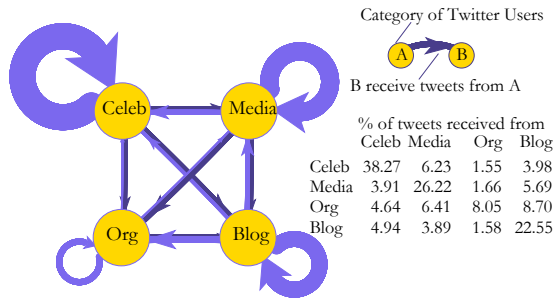 Category of Twitter Users
A B
B receive tweets from A
Celeb Media
Org Blog
% of tweets received from
Celeb Media Org Blog
Celeb 38.27 6.23 1.55 3.98
Media 3.91 26.22 1.66 5.69
Org 4.64 6.41 8.05 8.70
Blog 4.94 3.89 1.58 22.55